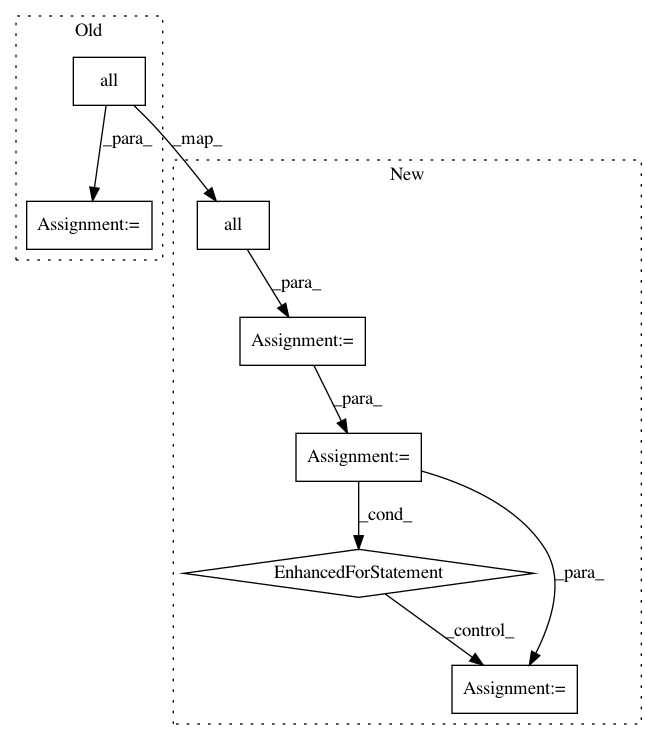 Old
all
_para_
_map_
Assignment:=
New
all
_para_
Assignment:=
_para_
Assignment:=
_cond_
EnhancedForStatement
_para_
_control_
Assignment:=